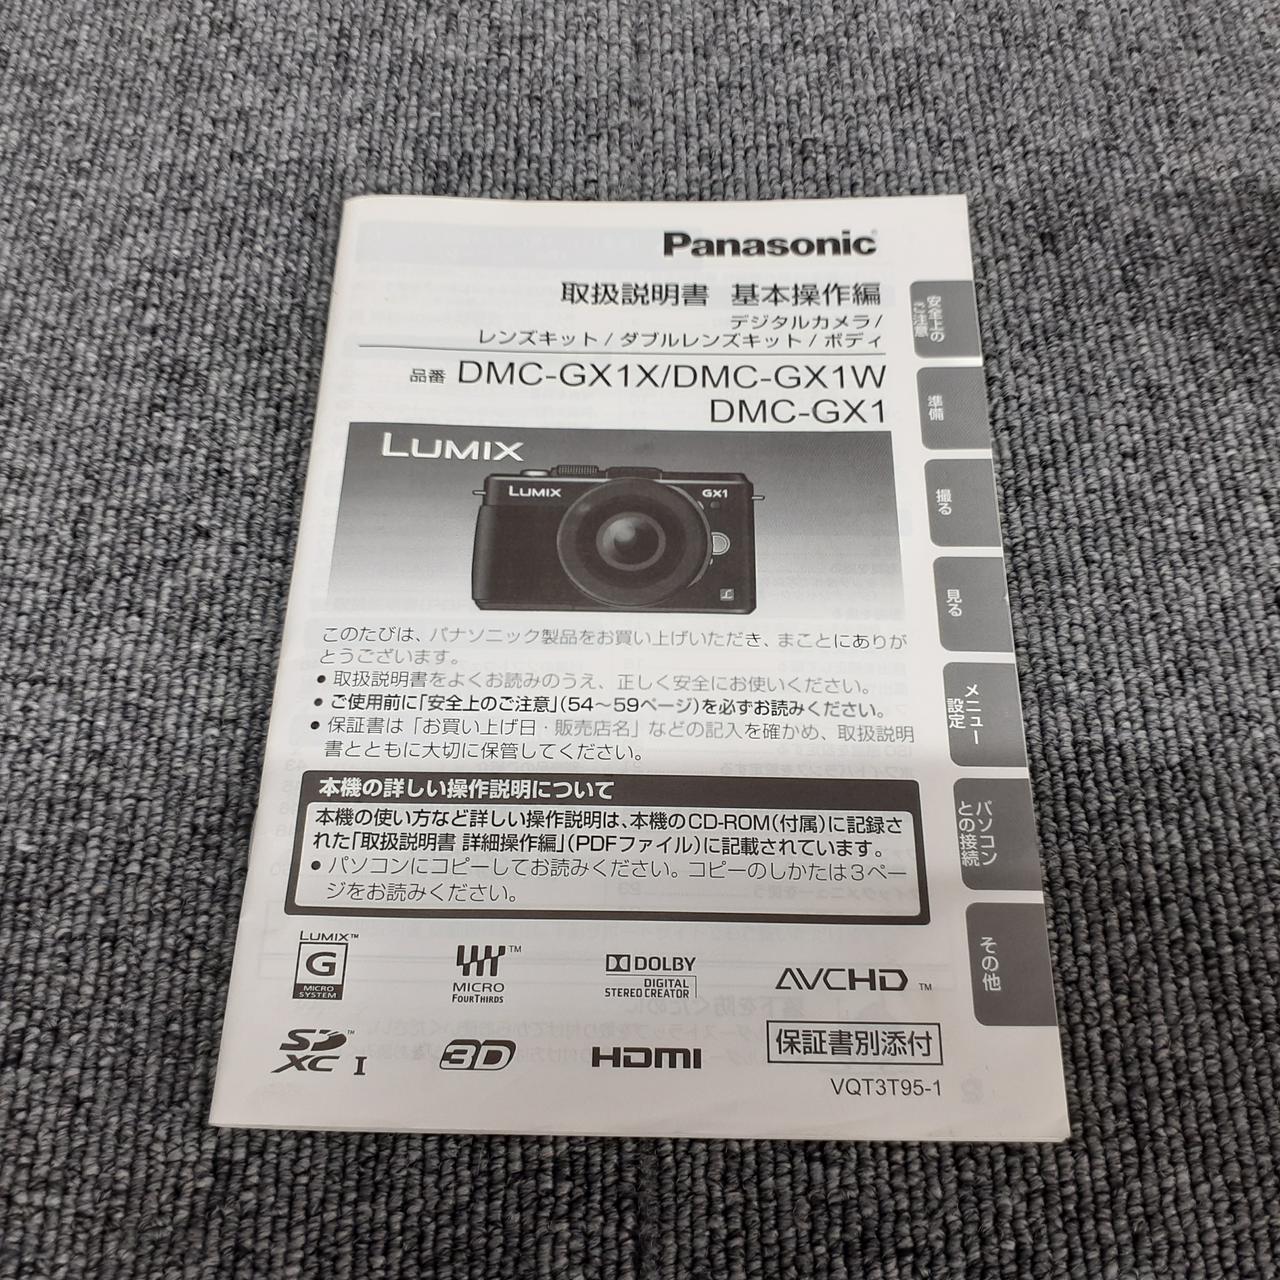 Panasonic
取扱説明書 基本操作編
デジタルカメラ/
レンズキット/ダブルレンズキット/ボディ
品番 DMC-GX1X/DMC-GX1W
DMC-GX1
LUMIX
LUMIX GX1
このたびは、パナソニック製品をお買い上げいただき、まことにありが
とうございます。
● 取扱説明書をよくお読みのうえ、正しく安全にお使いください。
● ご使用前に「安全上のご注意」(54～59ページ)を必ずお読みください。
● 保証書は「お買い上げ日・販売店名」などの記入を確かめ、取扱説明
書とともに大切に保管してください。
本機の詳しい操作説明について
本機の使い方など詳しい操作説明は、本機のCD-ROM(付属)に記録さ
れた「取扱説明書 詳細操作編」(PDFファイル)に記載されています。
● パソコンにコピーしてお読みください。コピーのしかたは3ペー
ジをお読みください。
LUMIX™
G
MICRO
SYSTEM
MICRO
FOURTHIRDS
™
DOLBY
DIGITAL
STEREO CREATOR
AVCHD ™
SD
XC I
™
3D
HDMI
保証書別添付
VQT3T95-1
安全上の
ご注意
準備
撮る
見る
メニュー
設定
パソコン
との接続
その他